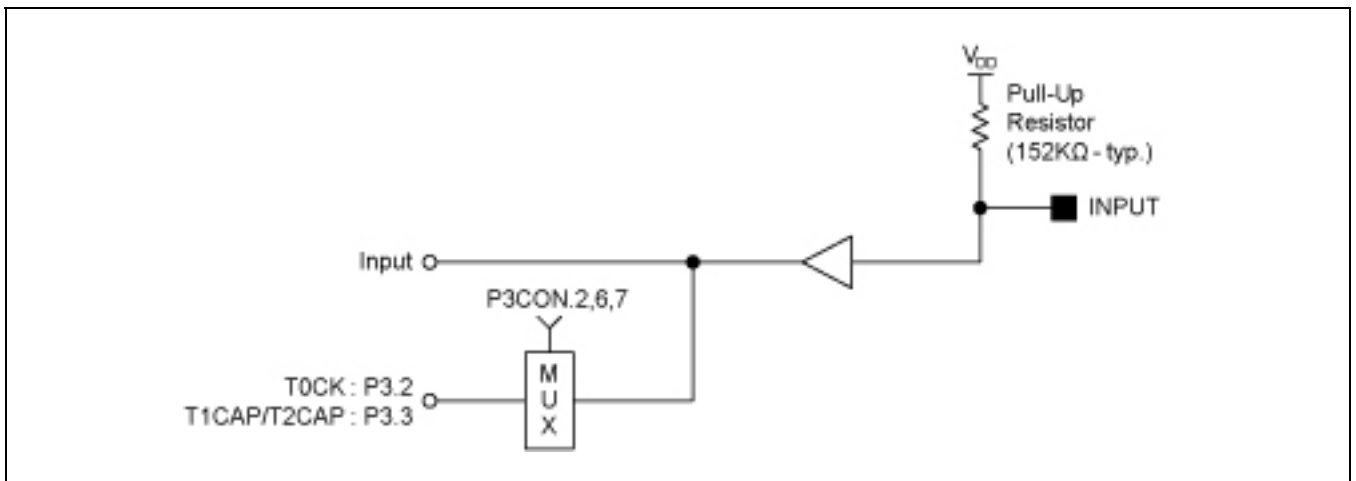 VDD
Pull-Up
Resistor
(152KΩ - typ.)
INPUT
Input
P3CON.2,6,7
MUX
T0CK : P3.2
T1CAP/T2CAP : P3.3